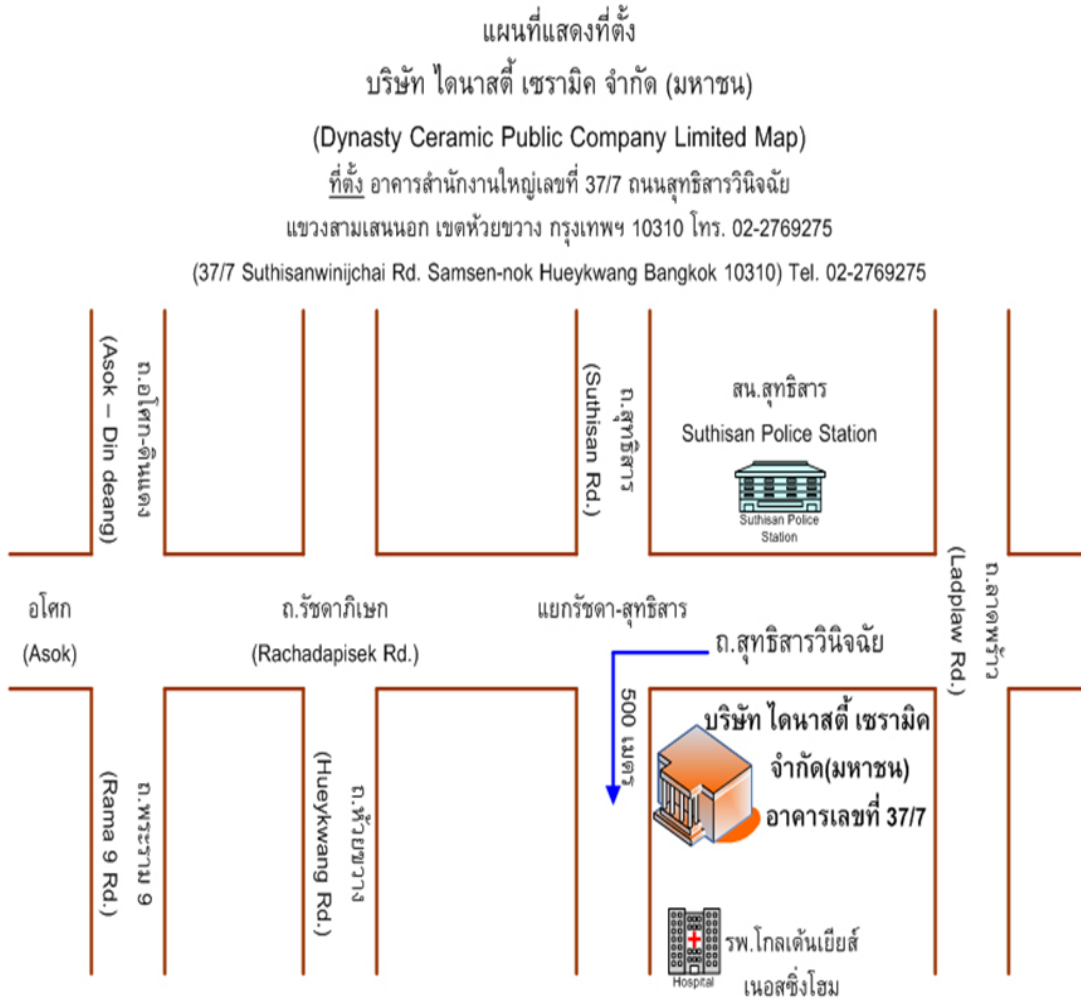 แผนที่แสดงที่ตั้ง
บริษัท ไดนาสตี้ เซรามิค จำกัด (มหาชน)
(Dynasty Ceramic Public Company Limited Map)
ที่ตั้ง อาคารสำนักงานใหญ่เลขที่ 37/7 ถนนสุทธิสารวินิจฉัย
แขวงสามเสนนอก เขตห้วยขวาง กรุงเทพฯ 10310 โทร. 02-2769275
(37/7 Suthisanwinijchai Rd. Samsen-nok Hueykwang Bangkok 10310) Tel. 02-2769275
ถ.อโศก-ดินแดง
(Asok – Din deang)
ถ.สุทธิสาร
(Suthisan Rd.)
สน.สุทธิสาร
Suthisan Police Station
Suthisan Police
Station
อโศก
(Asok)
ถ.รัชดาภิเษก
(Rachadapisek Rd.)
แยกรัชดา-สุทธิสาร
ถ.สุทธิสารวินิจฉัย
ถ.ลาดพร้าว
(Ladplaw Rd.)
ถ.พระราม 9
(Rama 9 Rd.)
ถ.ห้วยขวาง
(Hueykwang Rd.)
500 เมตร
บริษัท ไดนาสตี้ เซรามิค
จำกัด(มหาชน)
อาคารเลขที่ 37/7
รพ.โกลเด้นเยียส์
เนอสซิ่งโฮม
Hospital